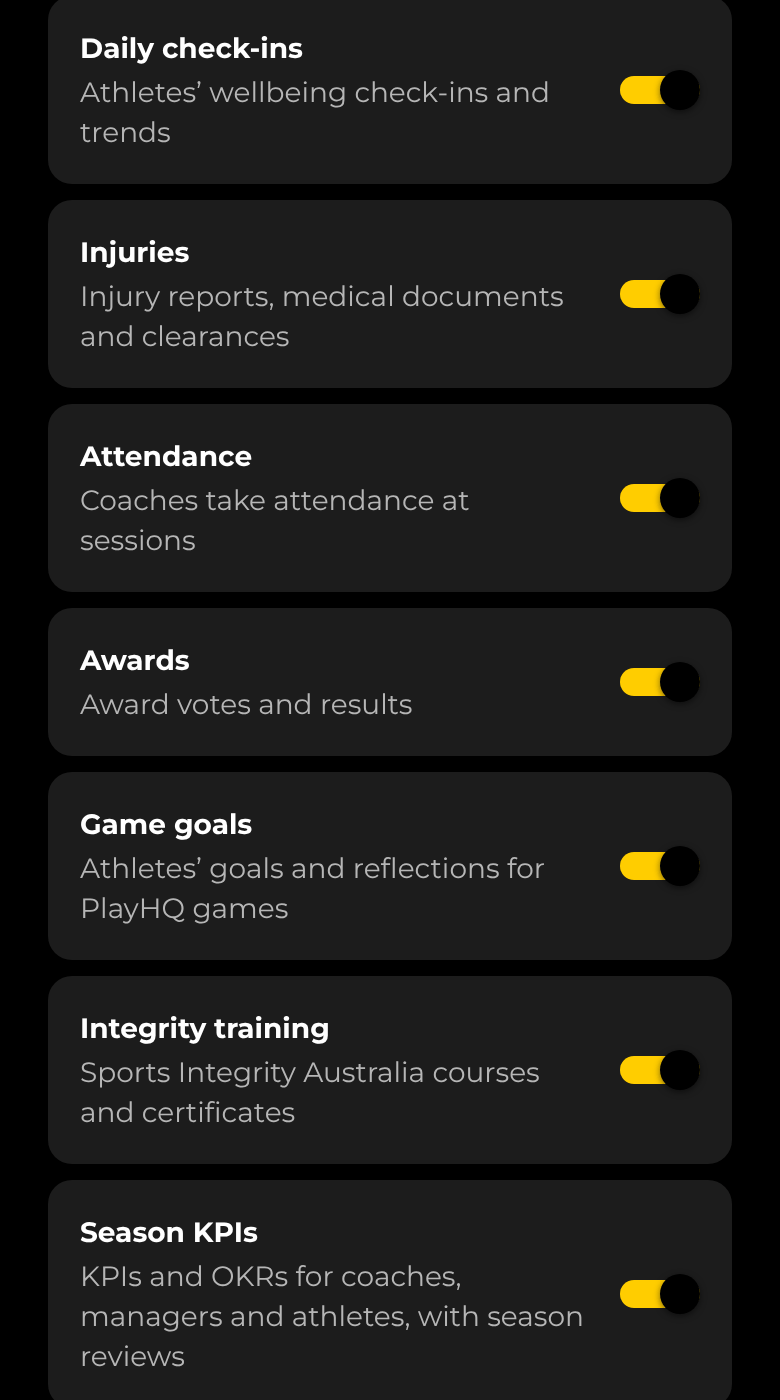 Daily check-ins
Athletes’ wellbeing check-ins and
trends
Injuries
Injury reports, medical documents
and clearances
Attendance
Coaches take attendance at
sessions
Awards
Award votes and results
Game goals
Athletes’ goals and reflections for
PlayHQ games
Integrity training
Sports Integrity Australia courses
and certificates
Season KPIs
KPIs and OKRs for coaches,
managers and athletes, with season
reviews